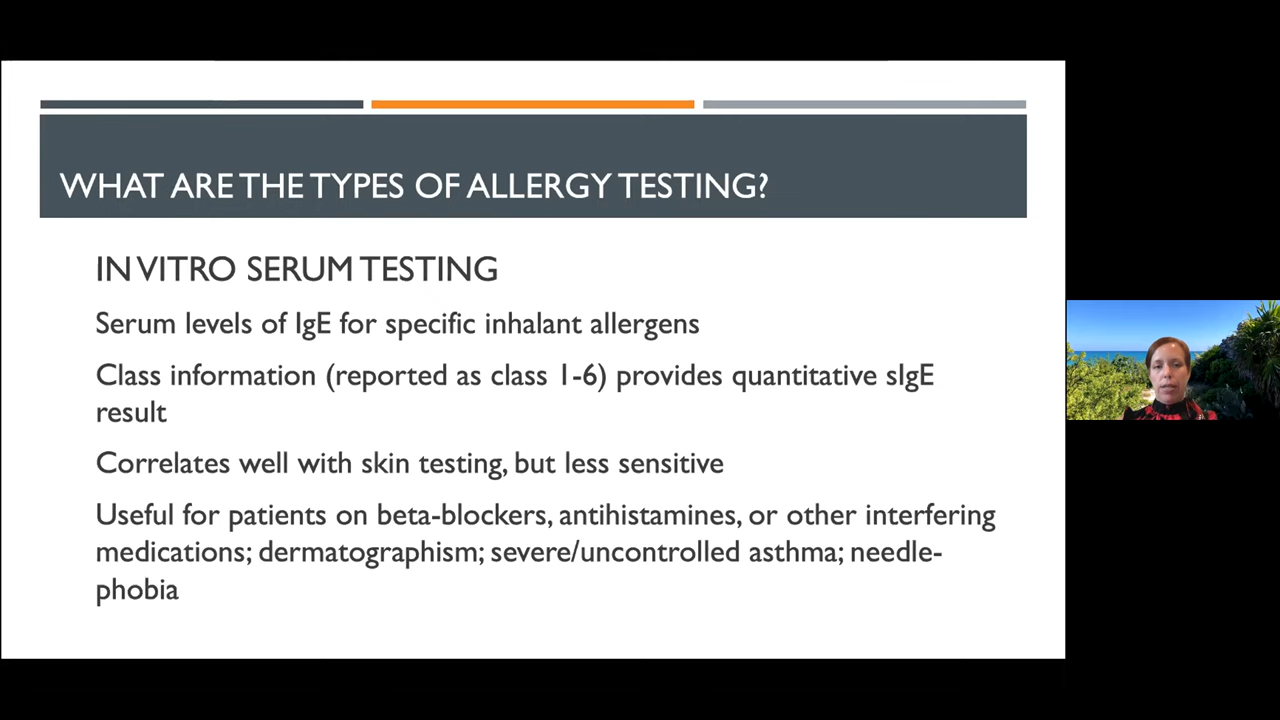 WHAT ARE THE TYPES OF ALLERGY TESTING?
IN VITRO SERUM TESTING
Serum levels of IgE for specific inhalant allergens
Class information (reported as class 1-6) provides quantitative sIgE
result
Correlates well with skin testing, but less sensitive
Useful for patients on beta-blockers, antihistamines, or other interfering
medications; dermatographism; severe/uncontrolled asthma; needle-
phobia